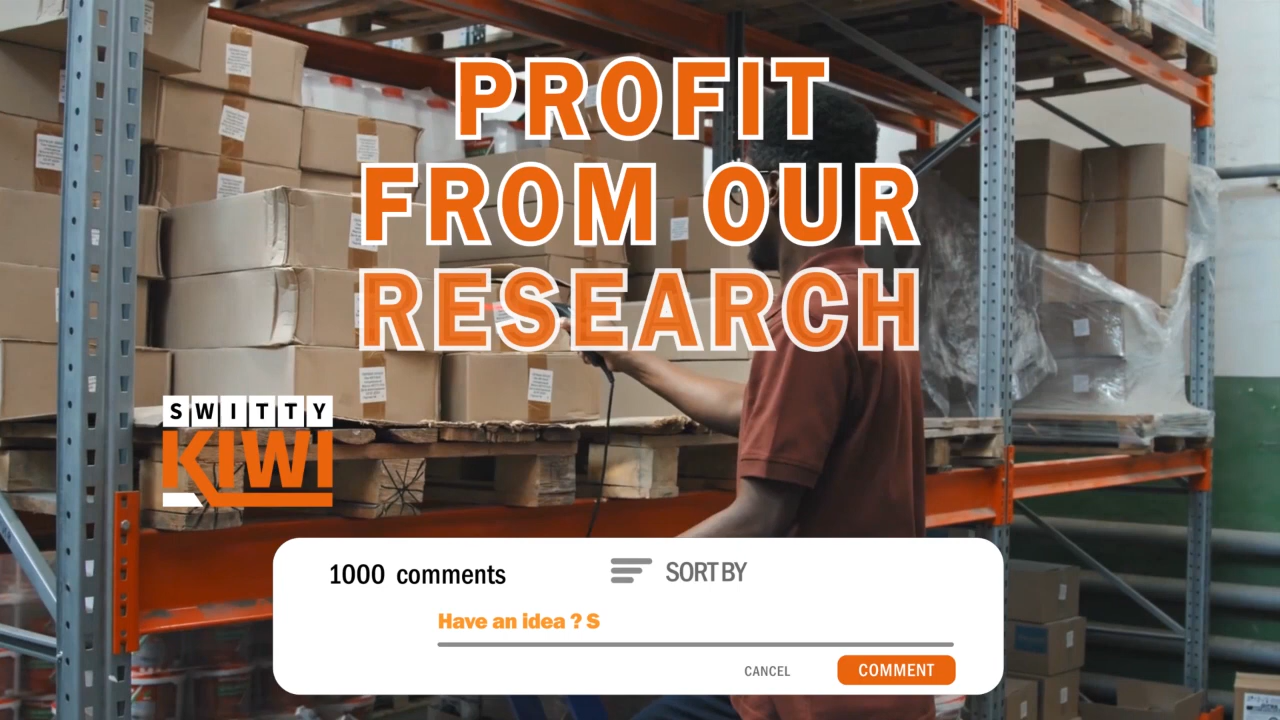 PROFIT
FROM OUR
RESEARCH
SWITTY
KIWI
1000 comments
SORT BY
Have an idea ? S
CANCEL
COMMENT